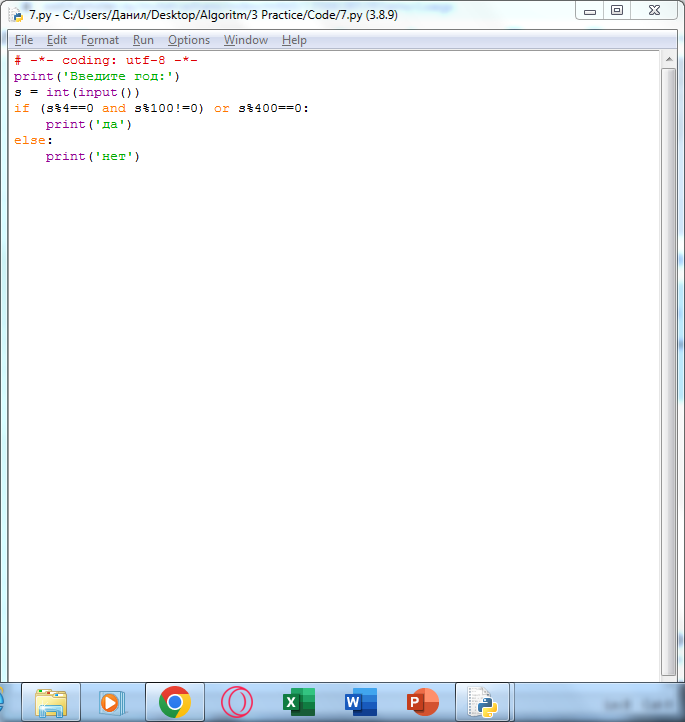 7.py - C:/Users/Данил/Desktop/Algoritm/3 Practice/Code/7.py (3.8.9)
File Edit Format Run Options Window Help
# -*- coding: utf-8 -*-
print('Введите год:')
s = int(input())
if (s%4==0 and s%100!=0) or s%400==0:
    print('да')
else:
    print('нет')